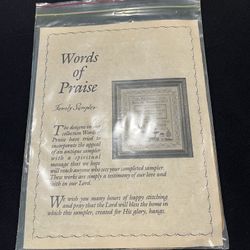 Words
of
Praise
Family Sampler
The designs in the
collection Words of
Praise have tried to
incorporate the appeal
of an antique sampler
with a spiritual
message that we hope
will reach anyone who sees your completed sampler.
These works are simply a testimony of our love and
faith in our Lord.
We wish you many hours of happy stitching
and pray that the Lord will bless the home in
which this sampler, created for His glory, hangs.